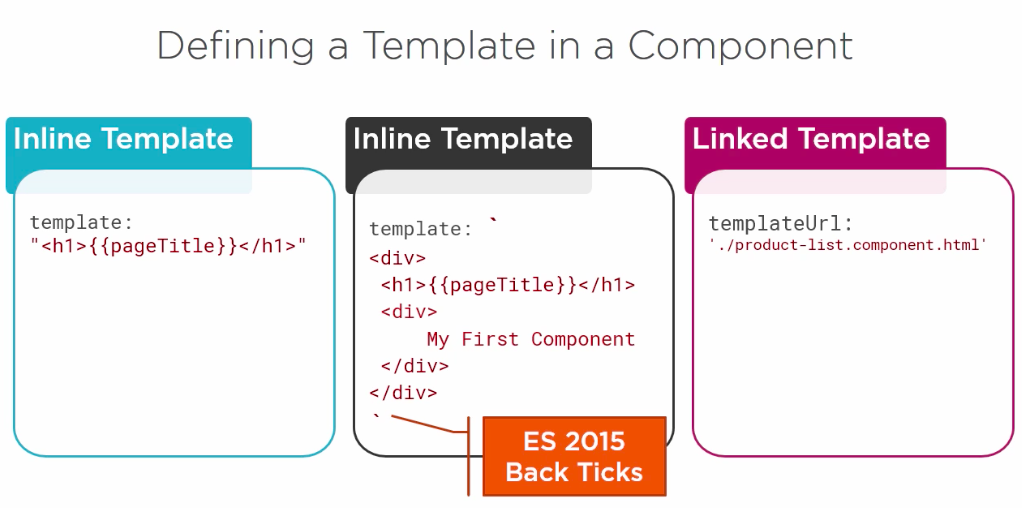 Defining a Template in a Component
Inline Template
template:
"<h1>{{pageTitle}}</h1>"
Inline Template
template: `
<div>
<h1>{{pageTitle}}</h1>
<div>
My First Component
</div>
</div>
`
ES 2015
Back Ticks
Linked Template
templateUrl:
'./product-list.component.html'